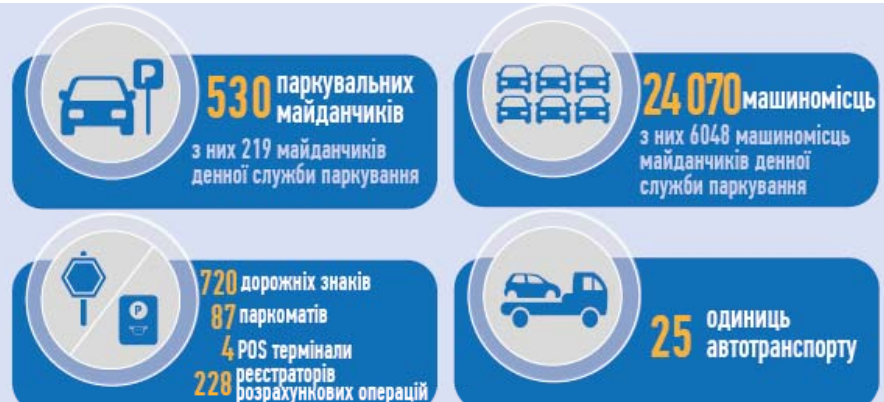 530 паркувальних
майданчиків
з них 219 майданчиків
денної служби паркування
24 070 машиномісць
з них 6048 машиномісць
майданчиків денної
служби паркування
720 дорожніх знаків
87 паркоматів
4 POS термінали
228 реєстраторів
розрахункових операцій
25 одиниць
автотранспорту
P
P